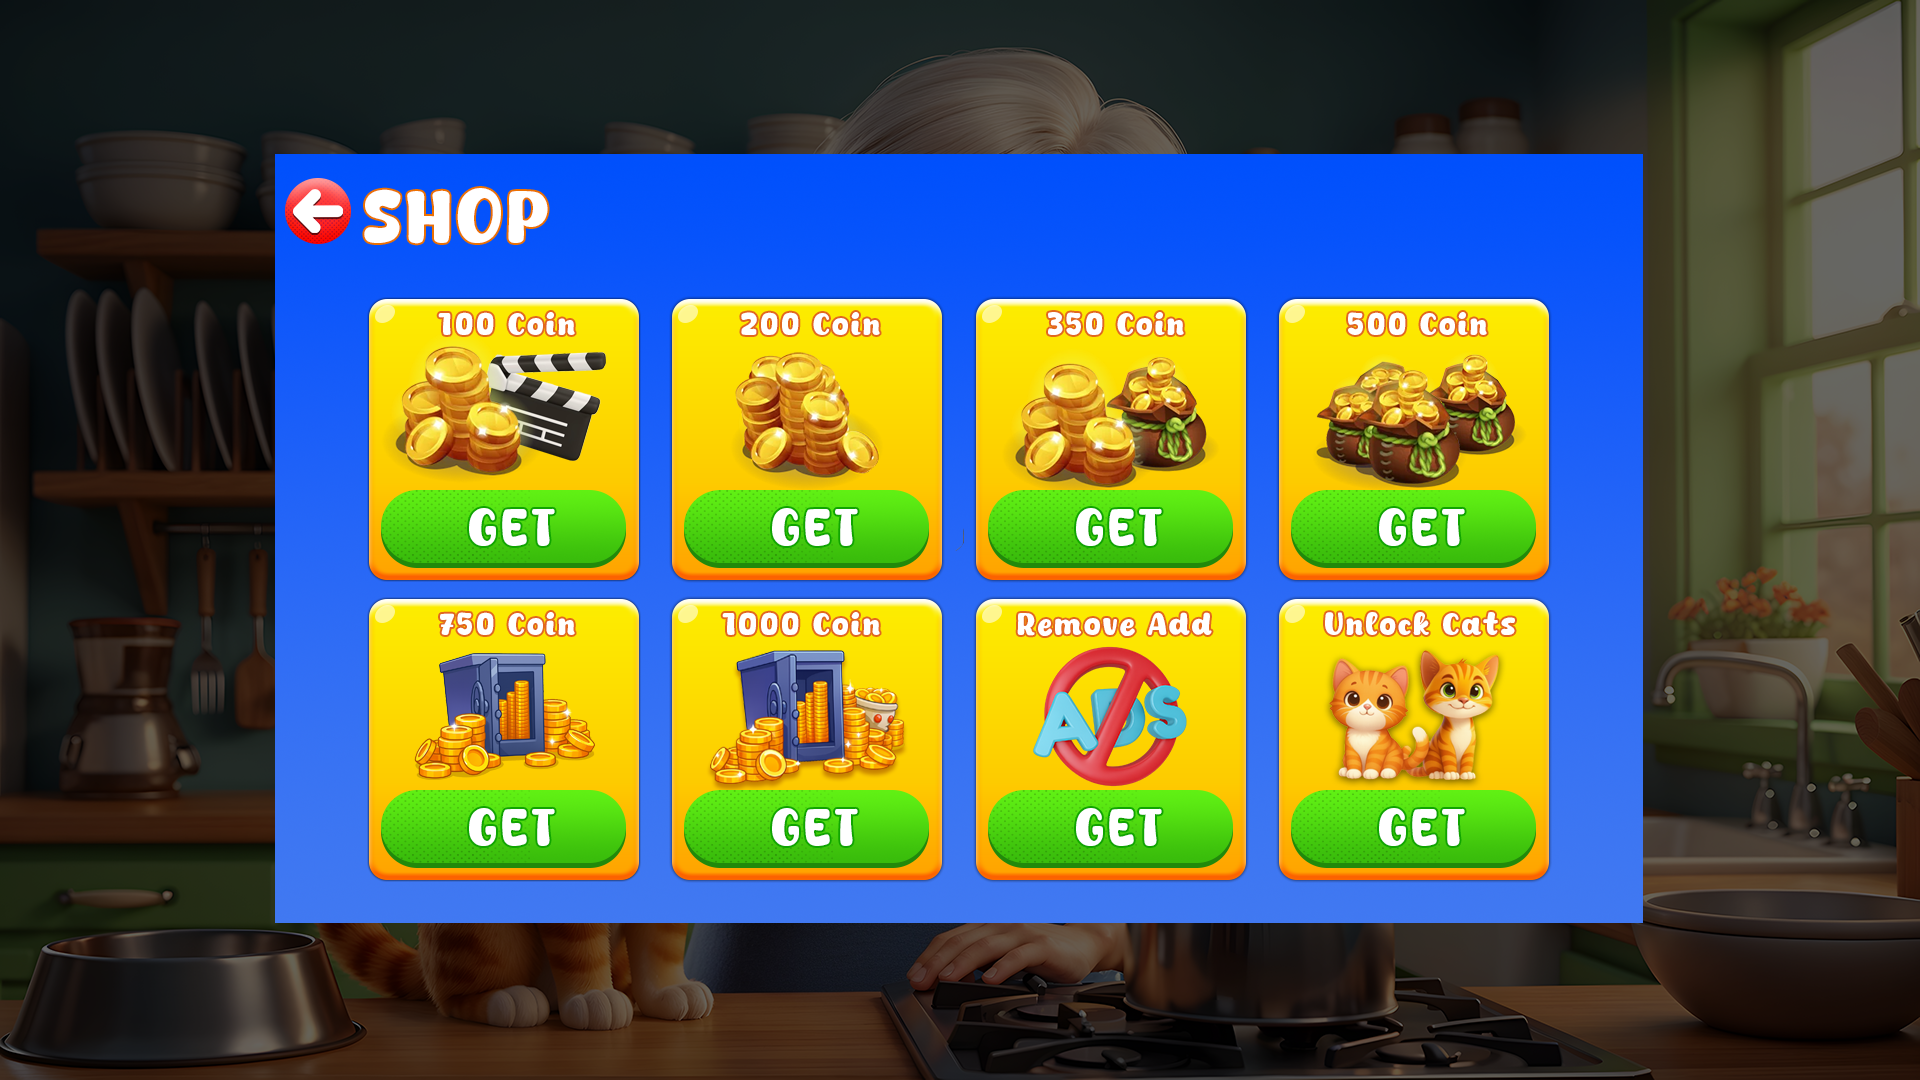 SHOP
100 Coin
200 Coin
350 Coin
500 Coin
GET
GET
GET
GET
750 Coin
1000 Coin
Remove Add
Unlock Cats
ADS
GET
GET
GET
GET